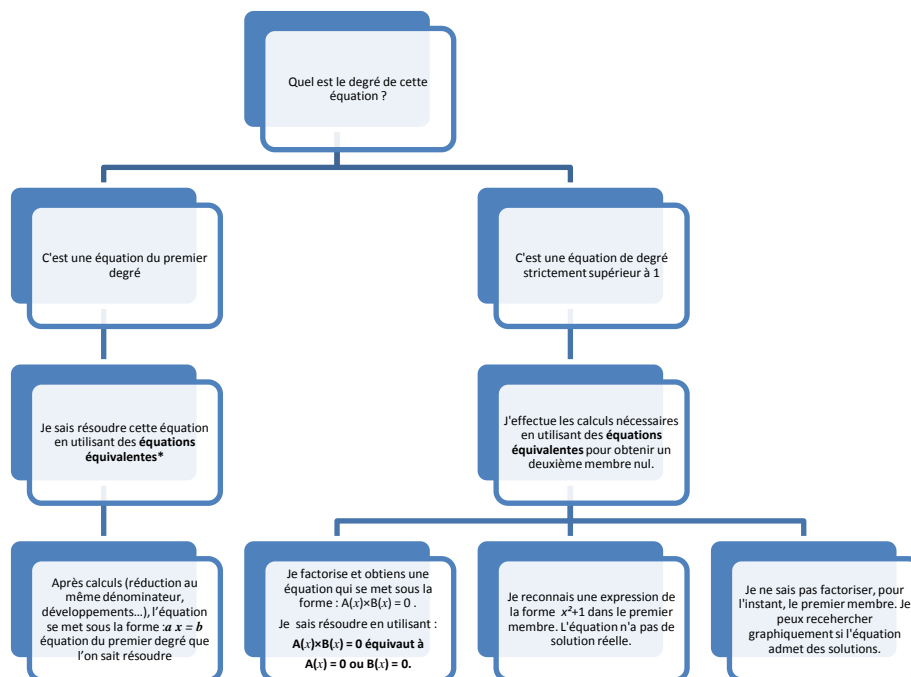 Quel est le degré de cette
équation ?
C'est une équation du premier
degré
C'est une équation de degré
strictement supérieur à 1
Je sais résoudre cette équation
en utilisant des équations
équivalentes*
J'effectue les calculs nécessaires
en utilisant des équations
équivalentes pour obtenir un
deuxième membre nul.
Après calculs (réduction au
même dénominateur,
développements…), l'équation
se met sous la forme :a x = b
équation du premier degré que
l'on sait résoudre
Je factorise et obtiens une
équation qui se met sous la
forme : A(x)×B(x) = 0 .
Je sais résoudre en utilisant :
A(x)×B(x) = 0 équivaut à
A(x) = 0 ou B(x) = 0.
Je reconnais une expression de
la forme x²+1 dans le premier
membre. L'équation n'a pas de
solution réelle.
Je ne sais pas factoriser, pour
l'instant, le premier membre. Je
peux recehercher
graphiquement si l'équation
admet des solutions.